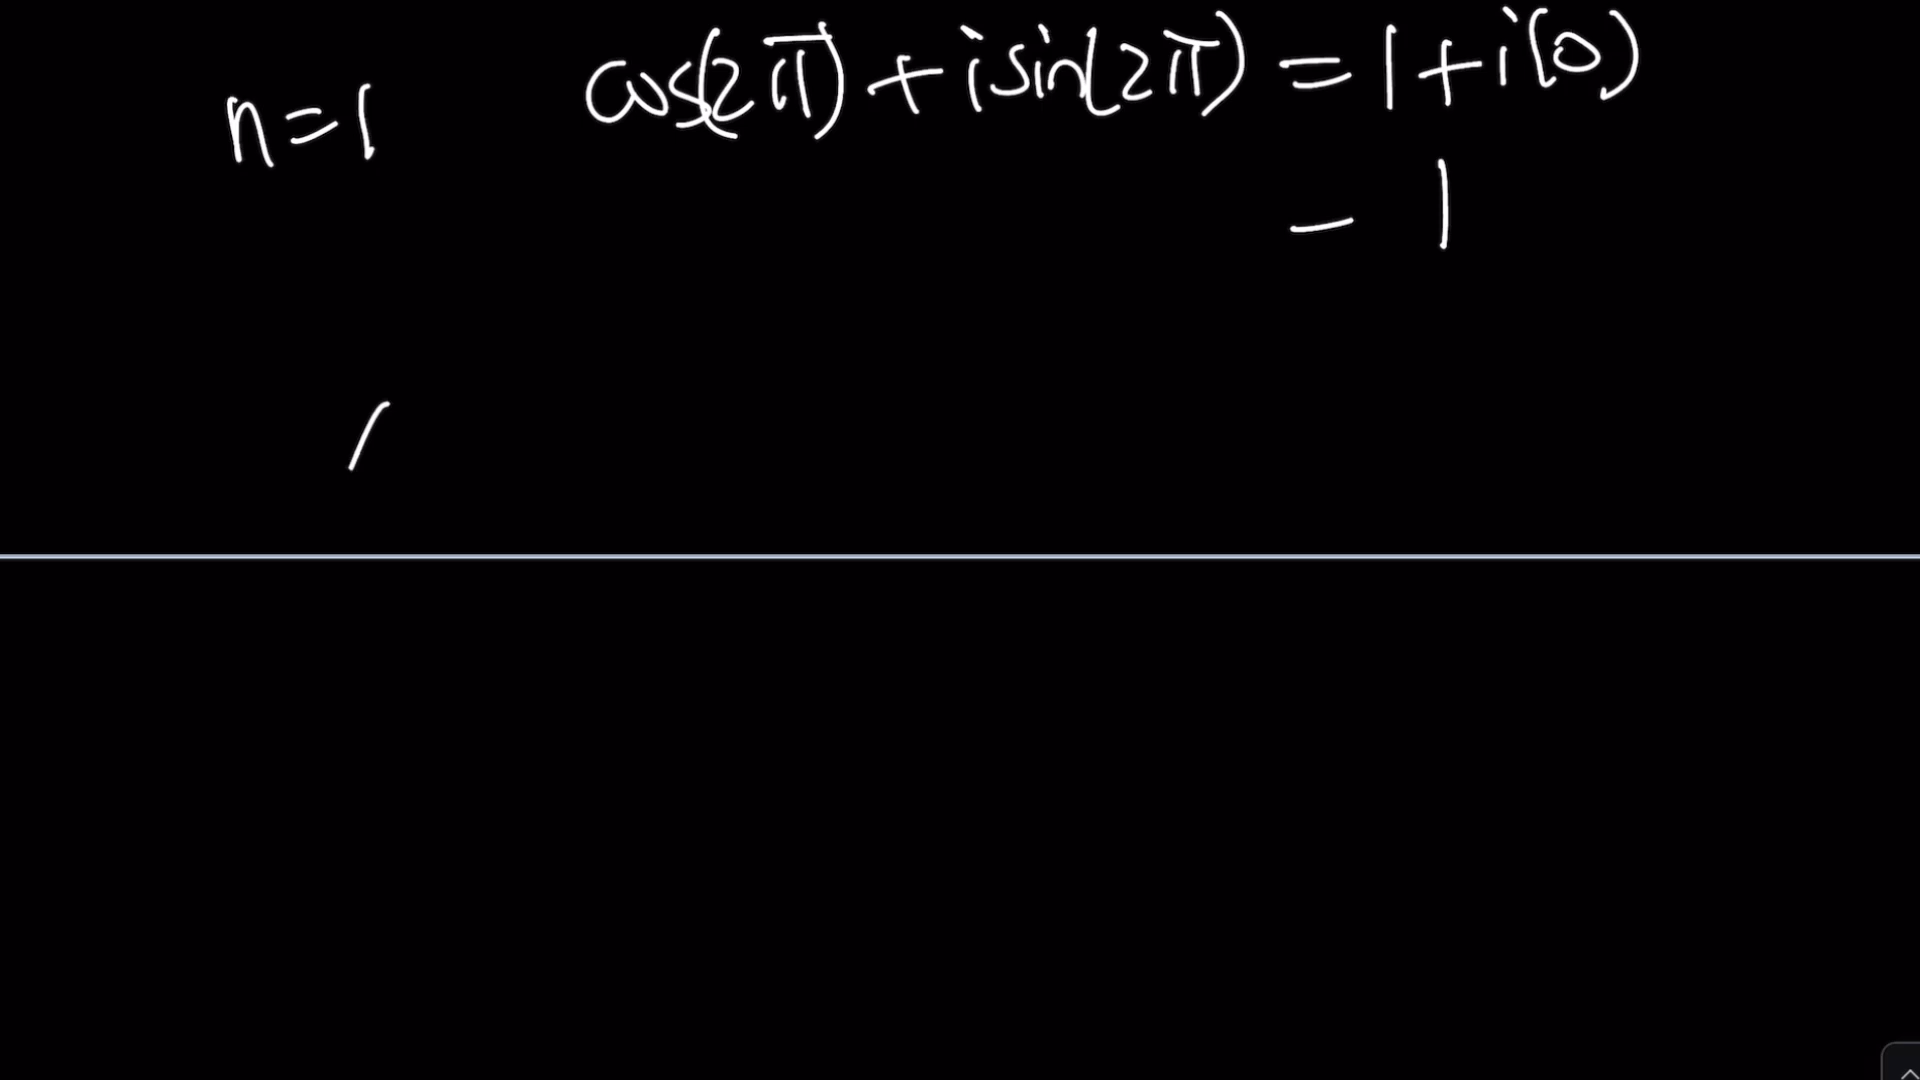 n=1 cos(2π)+isin(2π)=1+i(0)
- 1
/